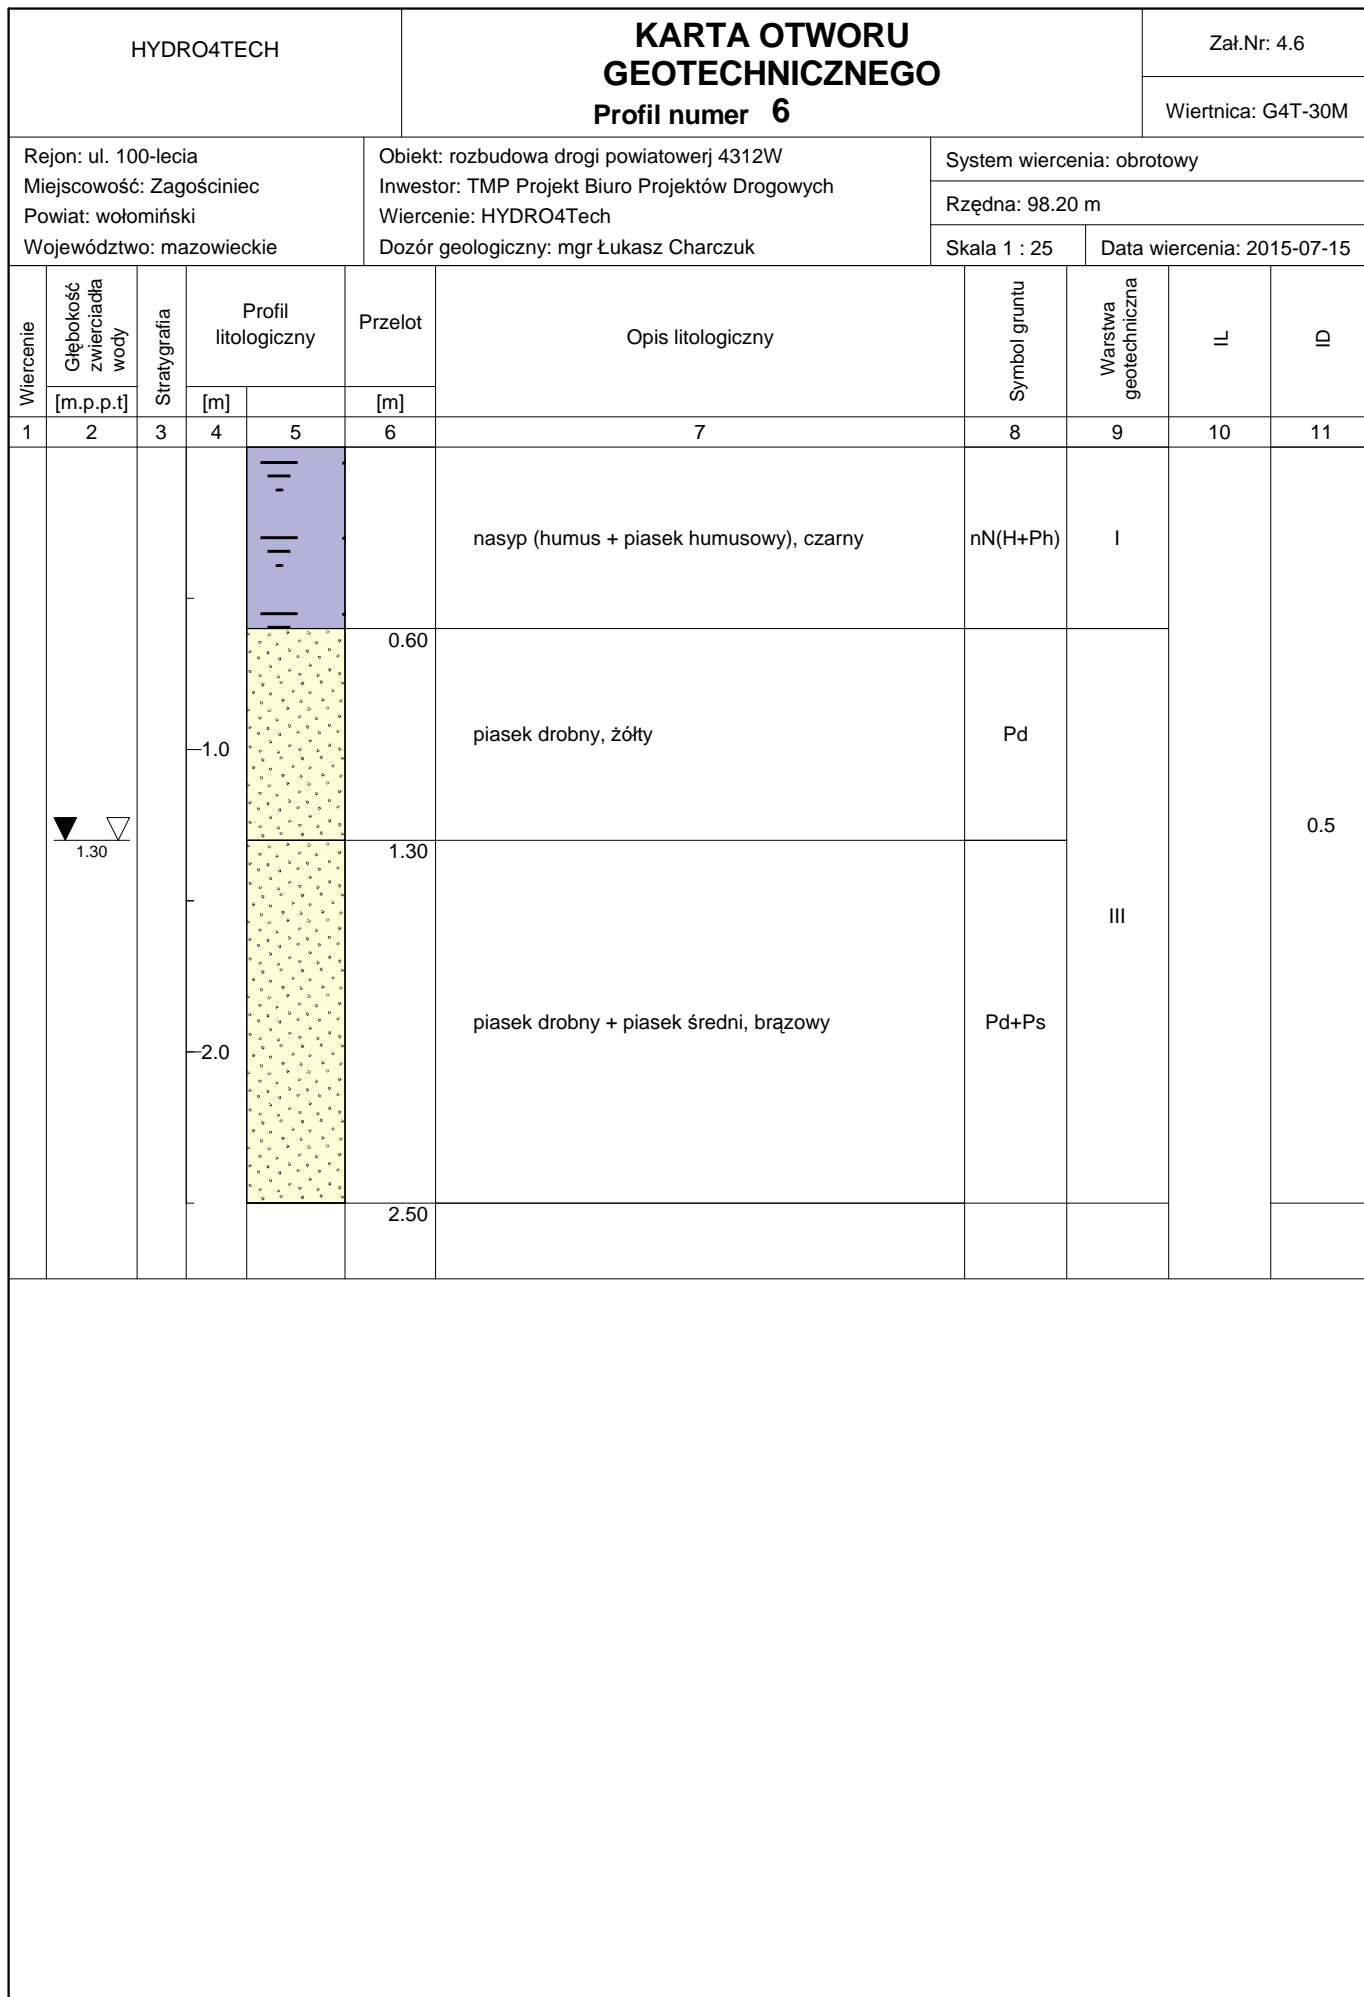 HYDRO4TECH
KARTA OTWORU
GEOTECHNICZNEGO
Profil numer 6
Zał.Nr: 4.6
Wiertnica: G4T-30M
Rejon: ul. 100-lecia
Miejscowość: Zagościniec
Powiat: wołomiński
Województwo: mazowieckie
Obiekt: rozbudowa drogi powiatowerj 4312W
Inwestor: TMP Projekt Biuro Projektów Drogowych
Wiercenie: HYDRO4Tech
Dozór geologiczny: mgr Łukasz Charczuk
System wiercenia: obrotowy
Rzędna: 98.20 m
Skala 1 : 25
Data wiercenia: 2015-07-15
Wiercenie
Głębokość
zwierciadła
wody
[m.p.p.t]
Stratygrafia
Profil
litologiczny
[m]
Przelot
[m]
Opis litologiczny
Symbol gruntu
Warstwa
geotechniczna
IL
ID
1 2 3 4 5 6 7 8 9 10 11
nasyp (humus + piasek humusowy), czarny
nN(H+Ph)
I
0.60
piasek drobny, żółty
Pd
1.0
1.30
1.30
0.5
III
piasek drobny + piasek średni, brązowy
Pd+Ps
2.0
2.50